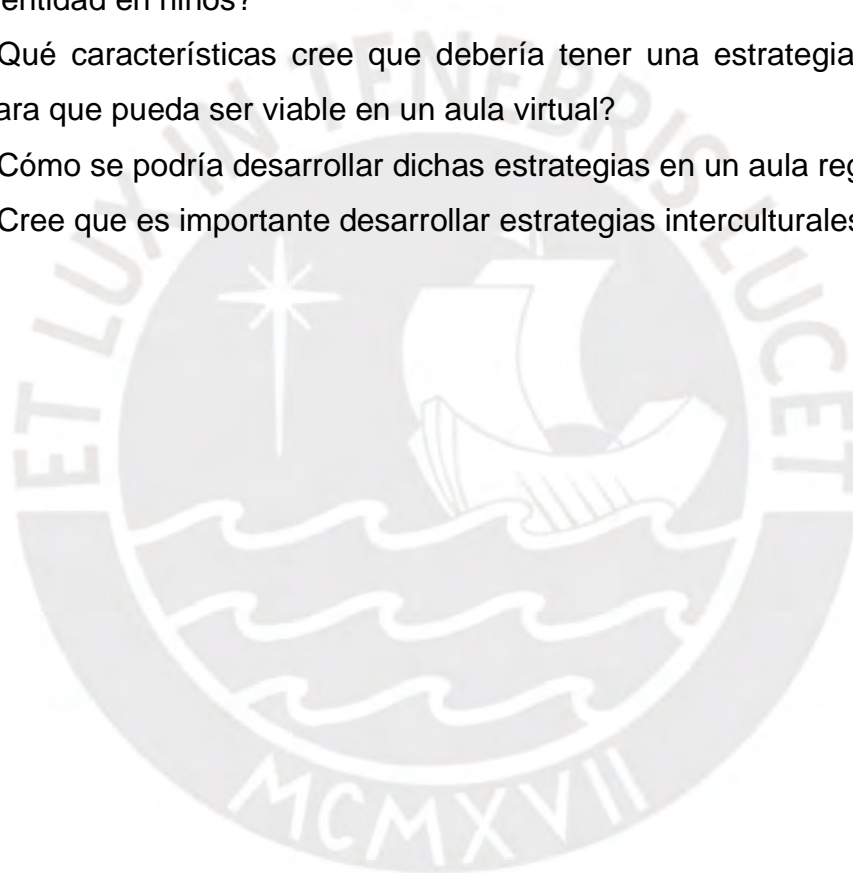 entidad en niños?
Qué características cree que debería tener una estrategia
ara que pueda ser viable en un aula virtual?
Cómo se podría desarrollar dichas estrategias en un aula reg
Cree que es importante desarrollar estrategias interculturales
ET LUX IN TENEBRIS LUCET
MCMXVII